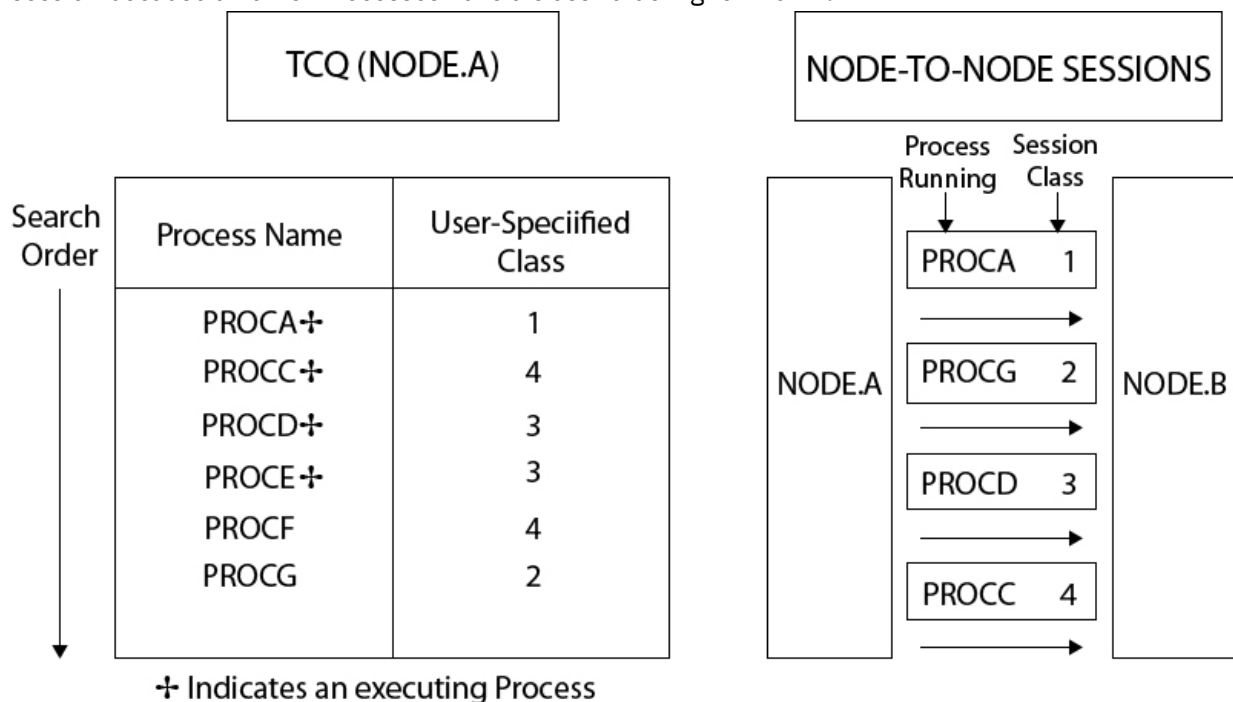 TCQ (NODE.A)
NODE-TO-NODE SESSIONS
Search Order
Process Name
User-Speciified Class
PROCA✢ 1
PROCC✢ 4
PROCD✢ 3
PROCE✢ 3
PROCF 4
PROCG 2
✢ Indicates an executing Process
Process Running
Session Class
NODE.A
PROCA 1
PROCG 2
PROCD 3
PROCC 4
NODE.B